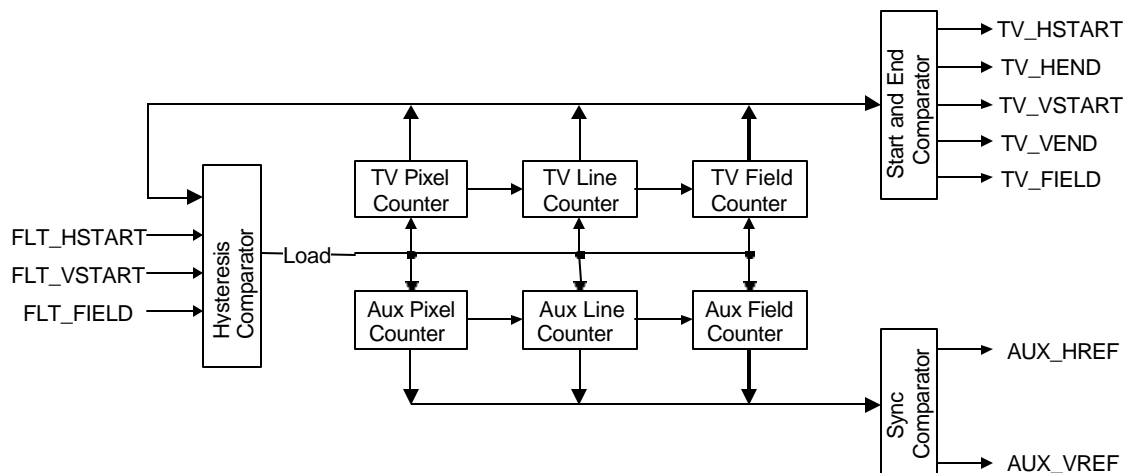 TV_HSTART
TV_HEND
TV_VSTART
TV_VEND
TV_FIELD
Start and End
Comparator
TV Pixel
Counter
TV Line
Counter
TV Field
Counter
FLT_HSTART
FLT_VSTART
FLT_FIELD
Hysteresis
Comparator
Load
Aux Pixel
Counter
Aux Line
Counter
Aux Field
Counter
Sync
Comparator
AUX_HREF
AUX_VREF